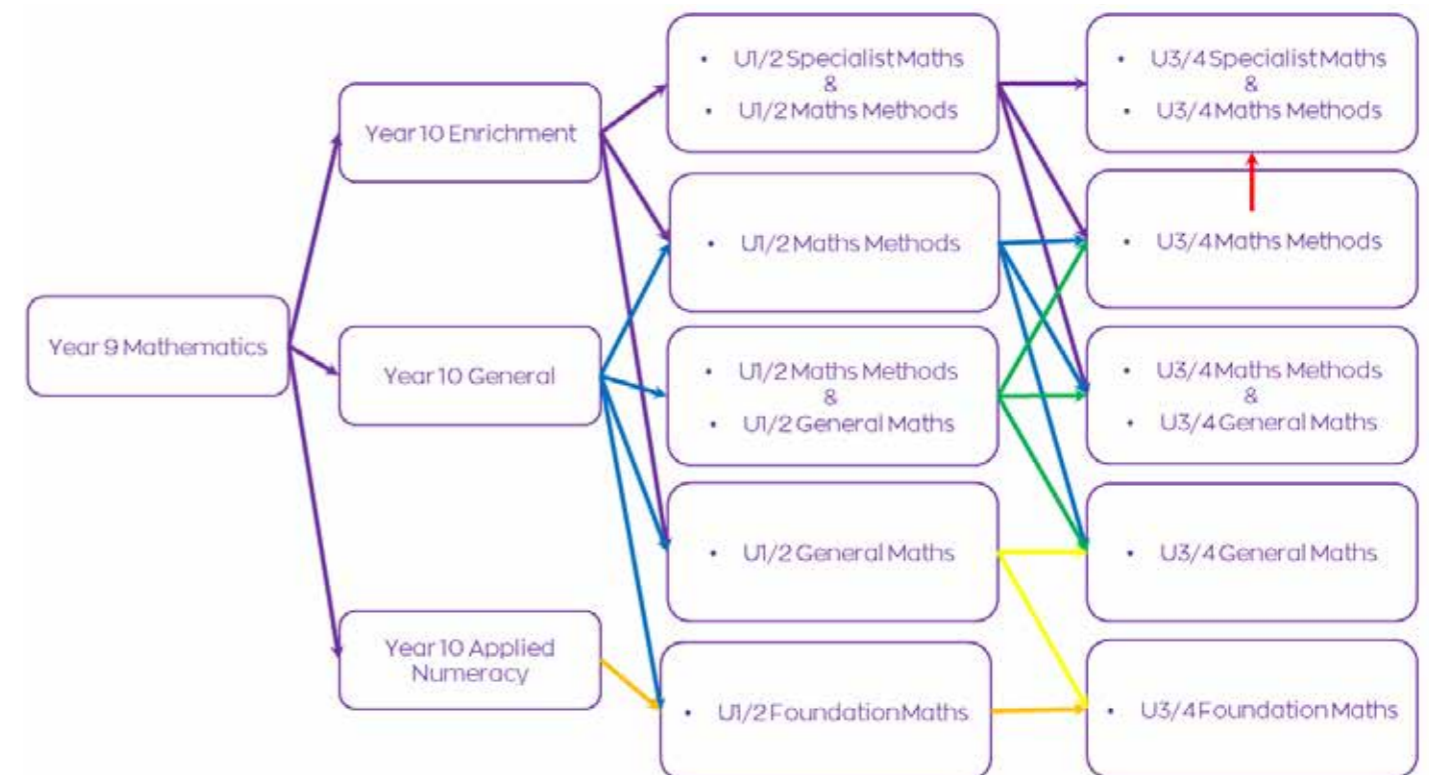 Year 9 Mathematics
Year 10 Enrichment
Year 10 General
Year 10 Applied
Numeracy
• U1/2 Specialist Maths
&
• U1/2 Maths Methods
• U1/2 Maths Methods
• U1/2 Maths Methods
&
• U1/2 General Maths
• U1/2 General Maths
• U1/2 Foundation Maths
• U3/4 Specialist Maths
&
• U3/4 Maths Methods
• U3/4 Maths Methods
• U3/4 Maths Methods
&
• U3/4 General Maths
• U3/4 General Maths
• U3/4 Foundation Maths